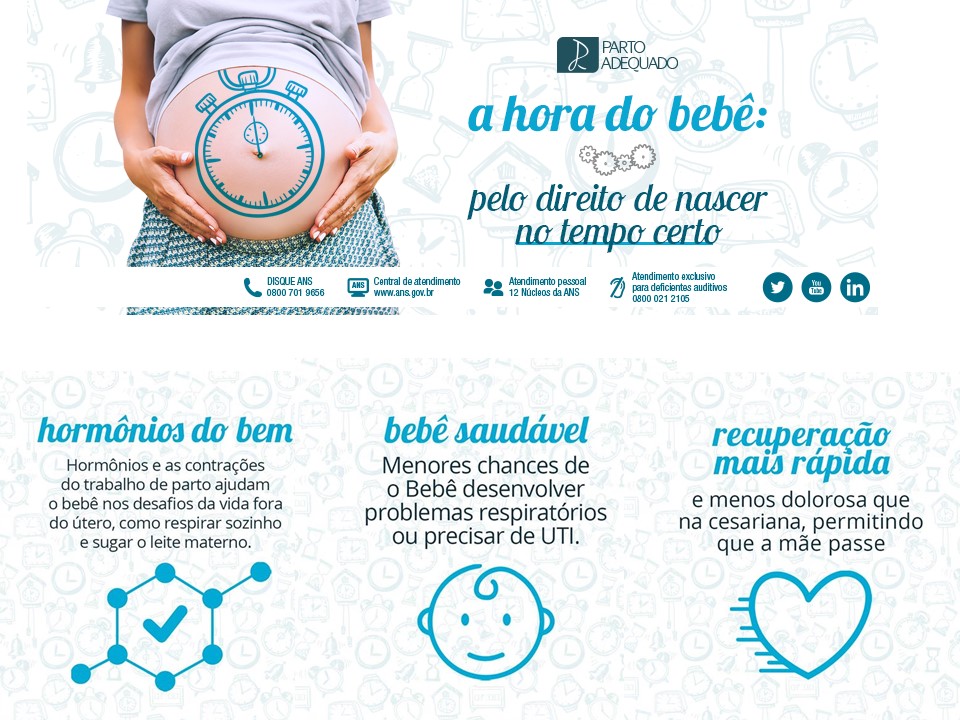 PARTO
ADEQUADO
a hora do bebê:
pelo direito de nascer
no tempo certo
DISQUE ANS
0800 701 9656
ANS
Central de atendimento
www.ans.gov.br
Atendimento pessoal
12 Núcleos da ANS
Atendimento exclusivo
para deficientes auditivos
0800 021 2105
You
Tube
in
hormônios do bem
Hormônios e as contrações
do trabalho de parto ajudam
o bebê nos desafios da vida fora
do útero, como respirar sozinho
e sugar o leite materno.
bebê saudável
Menores chances de
o Bebê desenvolver
problemas respiratórios
ou precisar de UTI.
recuperação
mais rápida
e menos dolorosa que
na cesariana, permitindo
que a mãe passe